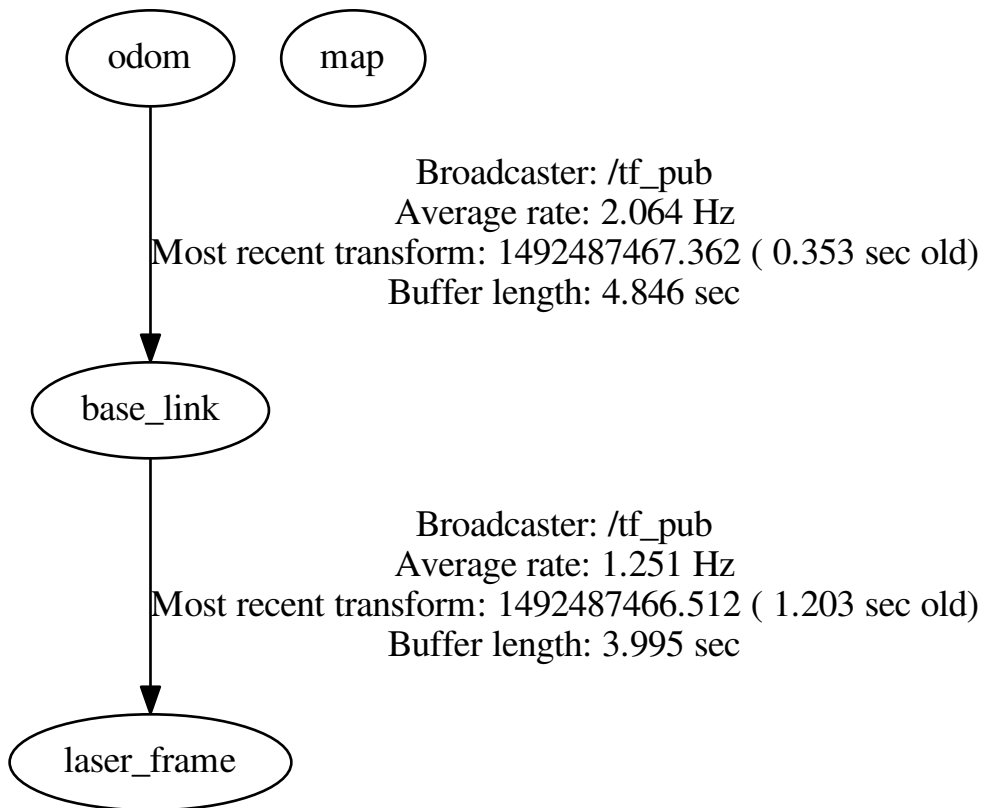 odom
map
Broadcaster: /tf_pub
Average rate: 2.064 Hz
Most recent transform: 1492487467.362 ( 0.353 sec old)
Buffer length: 4.846 sec
base_link
Broadcaster: /tf_pub
Average rate: 1.251 Hz
Most recent transform: 1492487466.512 ( 1.203 sec old)
Buffer length: 3.995 sec
laser_frame